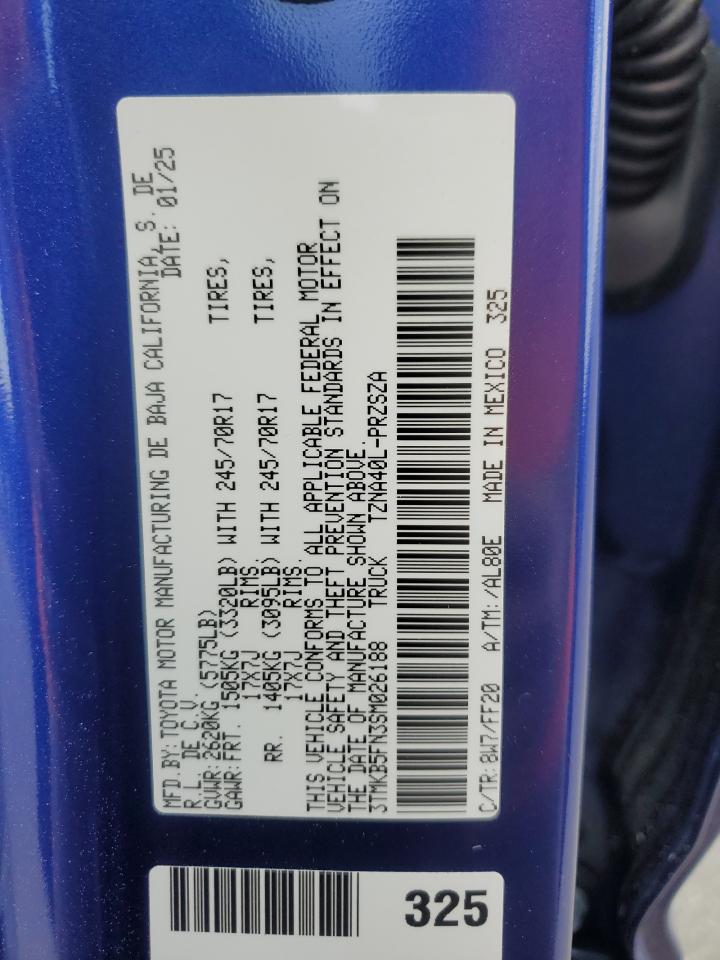 MFD.BY:TOYOTA MOTOR MANUFACTURING DE BAJA CALIFORNIA, S. DE
R.L. DE C.V. DATE: 01/25
GVWR:2620KG(5775LB)
GAWR:FRT. 1505KG (3320LB) WITH 245/70R17 TIRES,
17X7J RIMS.
RR. 1405KG (3095LB) WITH 245/70R17 TIRES,
17X7J RIMS.
THIS VEHICLE CONFORMS TO ALL APPLICABLE FEDERAL MOTOR
VEHICLE SAFETY AND THEFT PREVENTION STANDARDS IN EFFECT ON
THE DATE OF MANUFACTURE SHOWN ABOVE.
3TMKB5FN3SM026188 TRUCK TZNA40L-PRZSZA
C/TR:8W7/FF20 A/TM:/AL80E MADE IN MEXICO 325
325